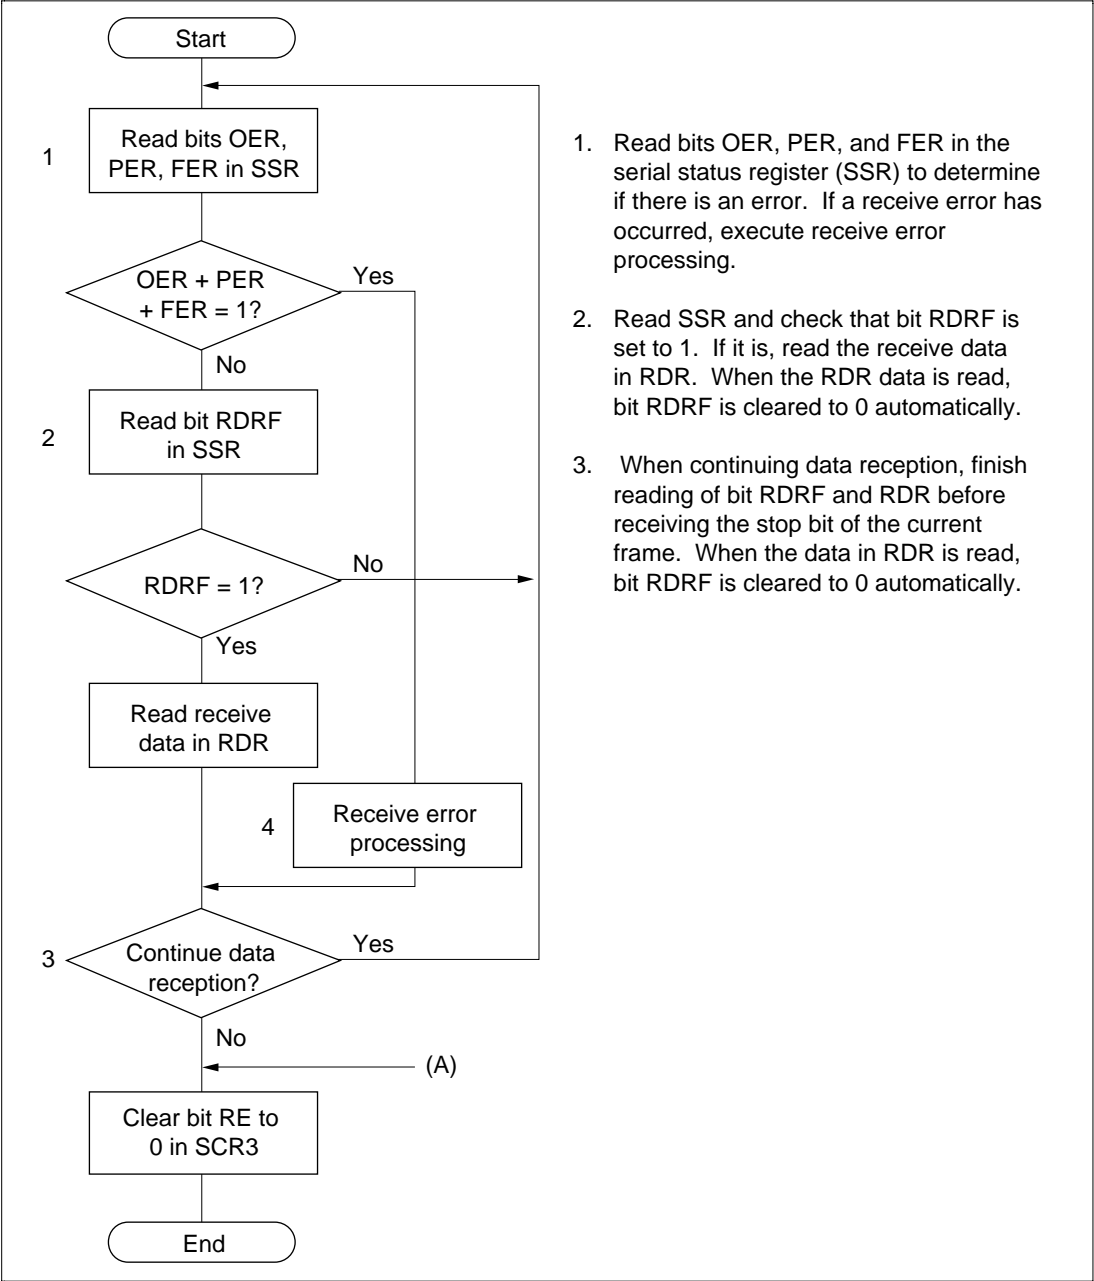 Start
1
Read bits OER,
PER, FER in SSR
OER + PER
+ FER = 1?
Yes
No
2
Read bit RDRF
in SSR
RDRF = 1?
No
Yes
Read receive
data in RDR
4
Receive error
processing
3
Continue data
reception?
Yes
No
(A)
Clear bit RE to
0 in SCR3
End
1. Read bits OER, PER, and FER in the
serial status register (SSR) to determine
if there is an error. If a receive error has
occurred, execute receive error
processing.
2. Read SSR and check that bit RDRF is
set to 1. If it is, read the receive data
in RDR. When the RDR data is read,
bit RDRF is cleared to 0 automatically.
3. When continuing data reception, finish
reading of bit RDRF and RDR before
receiving the stop bit of the current
frame. When the data in RDR is read,
bit RDRF is cleared to 0 automatically.